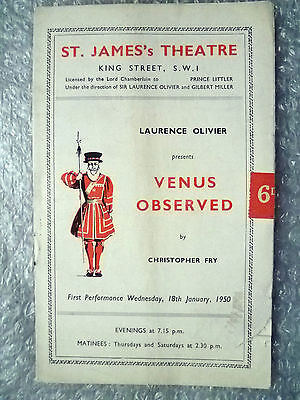 ST. JAMES's THEATRE
KING STREET, S.W.I
Licensed by the Lord Chamberlain to PRINCE LITTLER
Under the direction of SIR LAURENCE OLIVIER and GILBERT MILLER
LAURENCE OLIVIER
presents
VENUS
OBSERVED
6D
by
CHRISTOPHER FRY
First Performance Wednesday, 18th January, 1950
EVENINGS at 7.15 p.m.
MATINEES: Thursdays and Saturdays at 2.30 p.m.